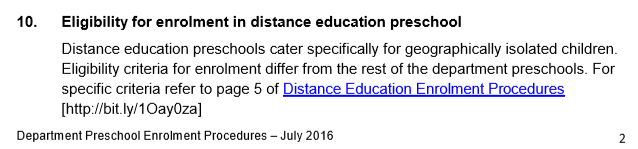 10. Eligibility for enrolment in distance education preschool
Distance education preschools cater specifically for geographically isolated children.
Eligibility criteria for enrolment differ from the rest of the department preschools. For
specific criteria refer to page 5 of Distance Education Enrolment Procedures
[http://bit.ly/1Oay0za]
Department Preschool Enrolment Procedures – July 2016 2